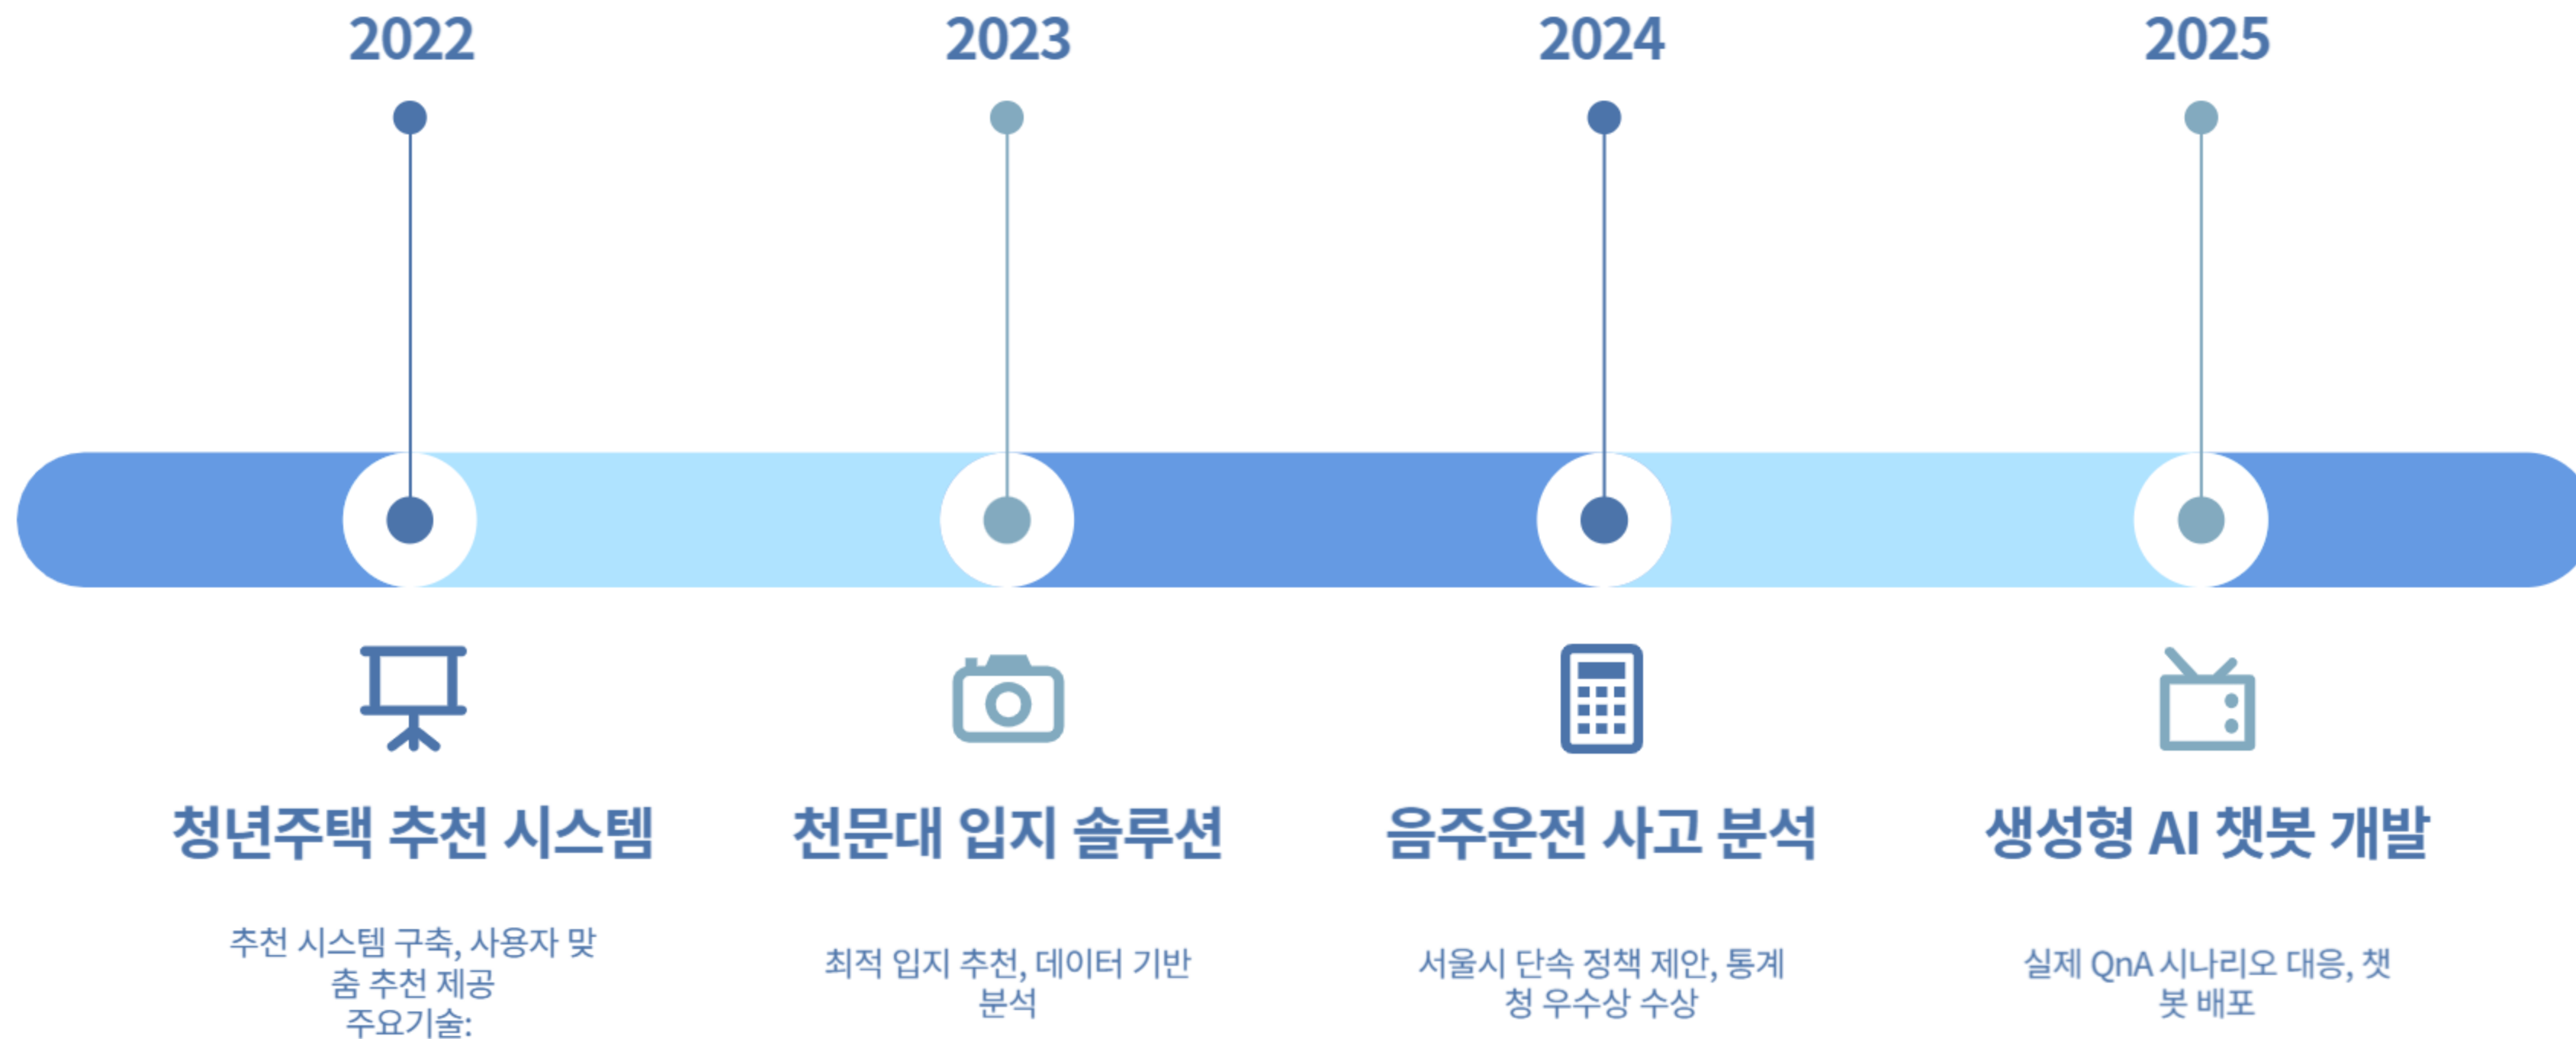 2022
2023
2024
2025
청년주택 추천 시스템
추천 시스템 구축, 사용자 맞
춤 추천 제공
주요기술:
천문대 입지 솔루션
최적 입지 추천, 데이터 기반
분석
음주운전 사고 분석
서울시 단속 정책 제안, 통계
청 우수상 수상
생성형 AI 챗봇 개발
실제 QnA 시나리오 대응, 챗
봇 배포